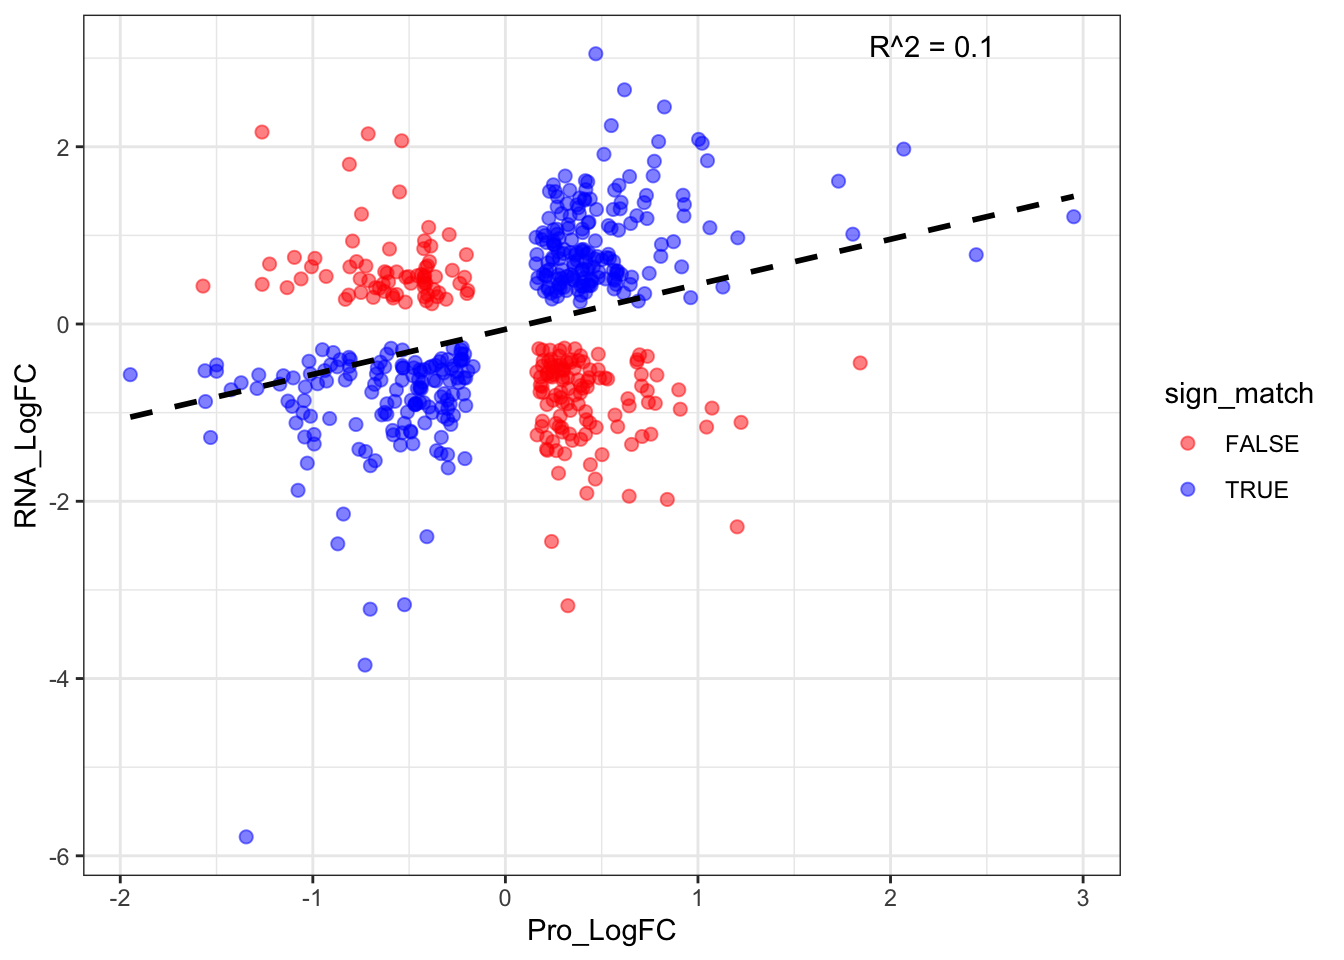 R^2 = 0.1
2
0
-2
-4
-6
RNA_LogFC
-2 -1 0 1 2 3
Pro_LogFC
sign_match
FALSE
TRUE